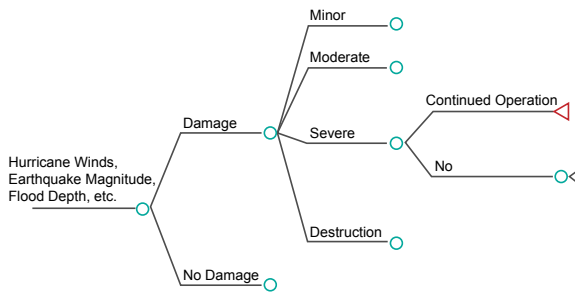 Minor
Moderate
Continued Operation
Damage
Severe
Hurricane Winds,
Earthquake Magnitude,
Flood Depth, etc.
No
Destruction
No Damage